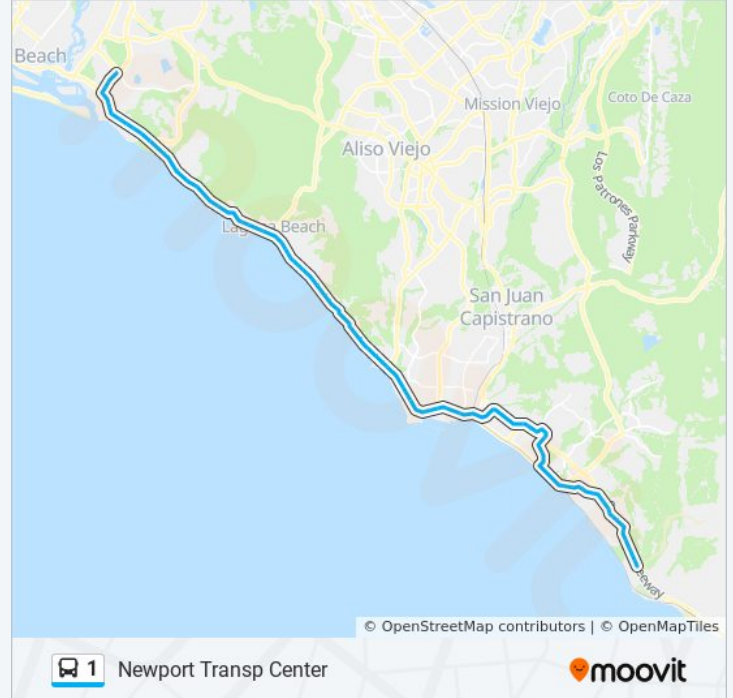 Beach
Mission Viejo
Coto De Caza
Aliso Viejo
Los Patrones Parkway
Laguna Beach
San Juan
Capistrano
eeway
© OpenStreetMap contributors | © OpenMapTiles
1 Newport Transp Center
moovit